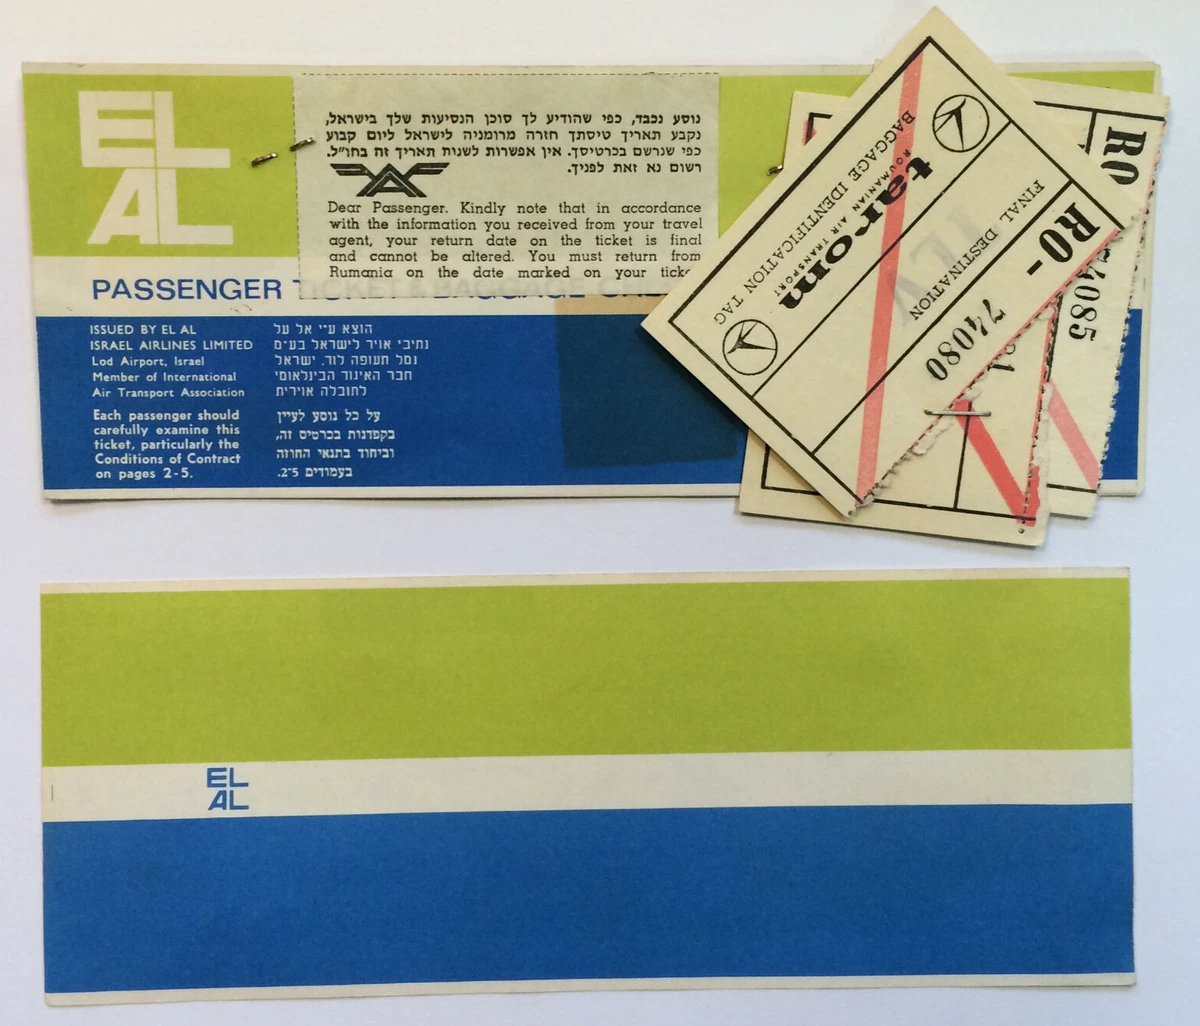 EL
AL
נוסע נכבד, כפי שהודיע לך סוכן הנסיעות שלך בישראל,
נקבע תאריך טיסתך חזרה מרומניה לישראל ליום קבוע
כפי שנרשם בכרטיסך. אין אפשרות לשנות תאריך זה בחו"ל.
רשום נא זאת לפניך.
Dear Passenger. Kindly note that in accordance
with the information you received from your travel
agent, your return date on the ticket is final
and cannot be altered. You must return from
Rumania on the date marked on your ticke
PASSENGER TICKET & BAGGAGE
ISSUED BY EL AL
ISRAEL AIRLINES LIMITED
Lod Airport, Israel
Member of International
Air Transport Association
Each passenger should
carefully examine this
ticket, particularly the
Conditions of Contract
on pages 2-5.
הוצא ע״י אל על
נתיבי אויר לישראל בע״מ
נמל תעופה לוד, ישראל
חבר האיגוד הבינלאומי
לתובלה אוירית
על כל נוסע לעיין
בקפדנות בכרטיס זה,
וביחוד בתנאי החוזה
בעמודים 2-5.
BAGGAGE IDENTIFICATION TAG
tarom
ROUMANIAN AIR TRANSPORT
FINAL DESTINATION
RO-
74080
RO
74085
EL
AL